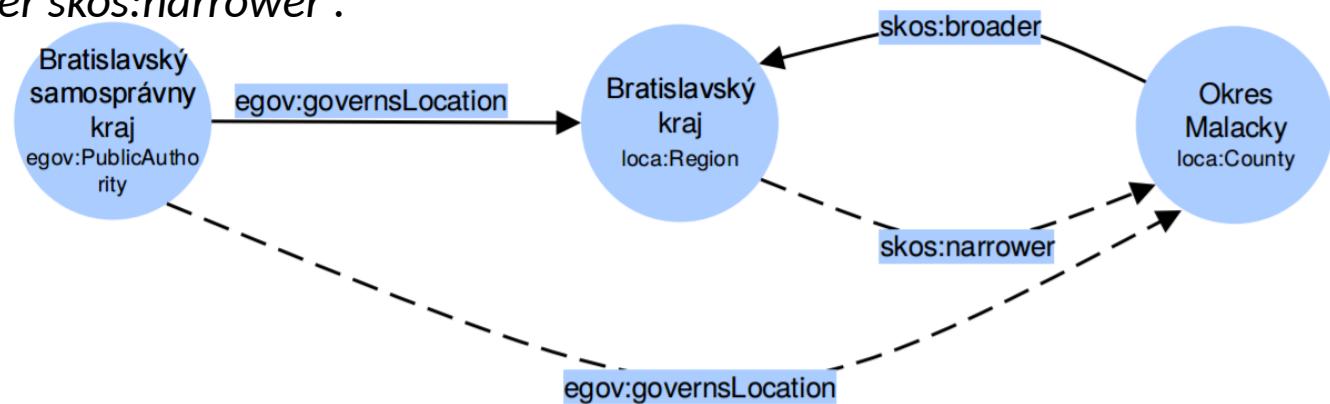 er skos:narrower .
skos:broader
Bratislavský
samosprávny
kraj
egov:PublicAutho
rity
egov:governsLocation
Bratislavský
kraj
loca:Region
Okres
Malacky
loca:County
skos:narrower
egov:governsLocation